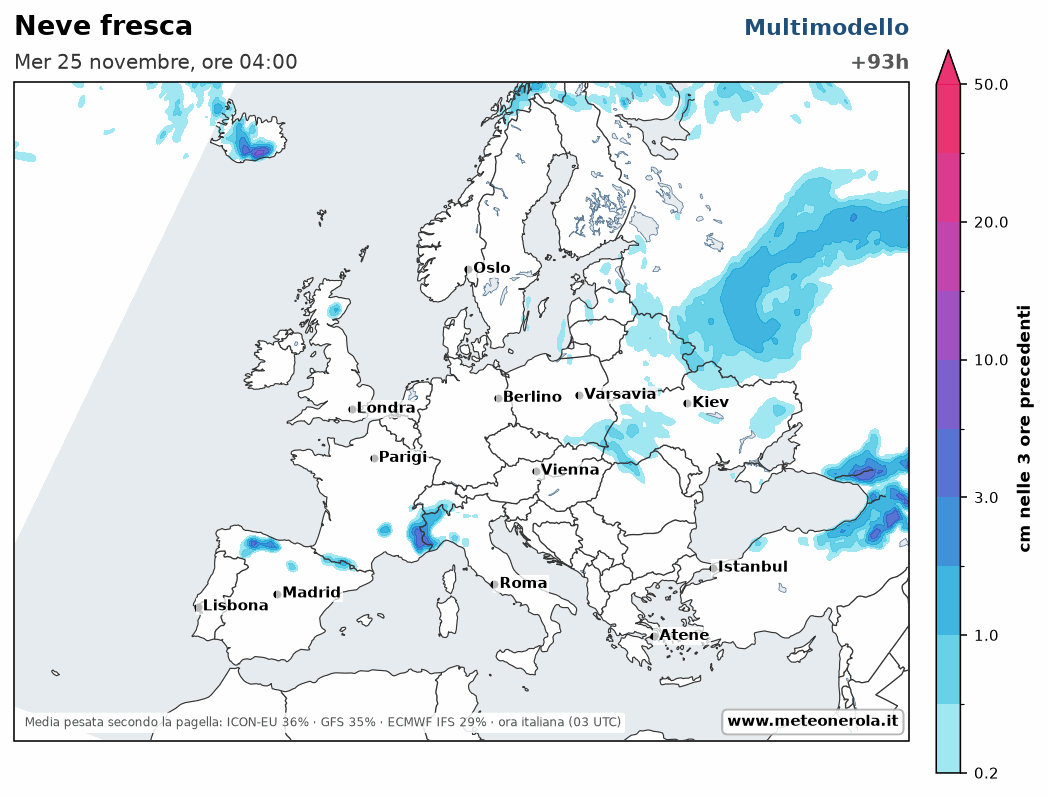 Neve fresca
Multimodello
Mer 25 novembre, ore 04:00
+93h
50.0
20.0
10.0
3.0
1.0
0.2
cm nelle 3 ore precedenti
Oslo
Berlino
Varsavia
Kiev
Londra
Parigi
Vienna
Istanbul
Roma
Madrid
Lisbona
Atene
Media pesata secondo la pagella: ICON-EU 36% · GFS 35% · ECMWF IFS 29% · ora italiana (03 UTC)
www.meteonerola.it